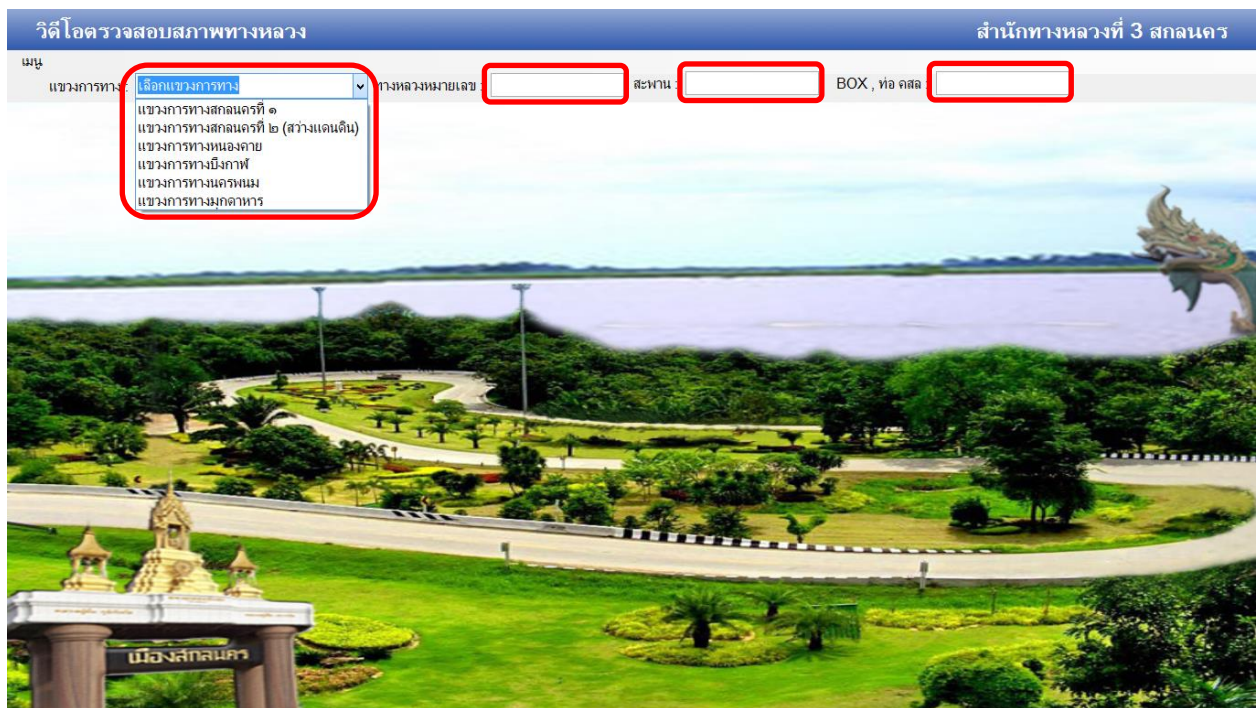 วิดีโอตรวจสอบสภาพทางหลวง สำนักทางหลวงที่ 3 สกลนคร
เมนู
แขวงการทาง : เลือกแขวงการทาง ทางหลวงหมายเลข : สะพาน : BOX , ท่อ คสล :
แขวงการทางสกลนครที่ ๑
แขวงการทางสกลนครที่ ๒ (สว่างแดนดิน)
แขวงการทางหนองคาย
แขวงการทางบึงกาฬ
แขวงการทางนครพนม
แขวงการทางมุกดาหาร
เมืองสกลนคร